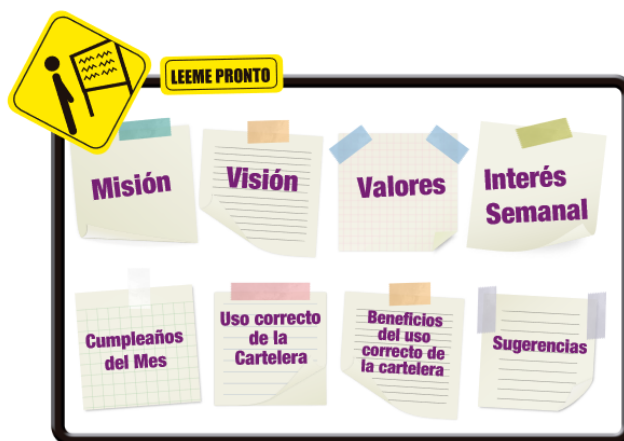 LEEME PRONTO
Misión
Visión
Valores
Interés
Semanal
Cumpleaños
del Mes
Uso correcto
de la
Cartelera
Beneficios
del uso
correcto de
la cartelera
Sugerencias